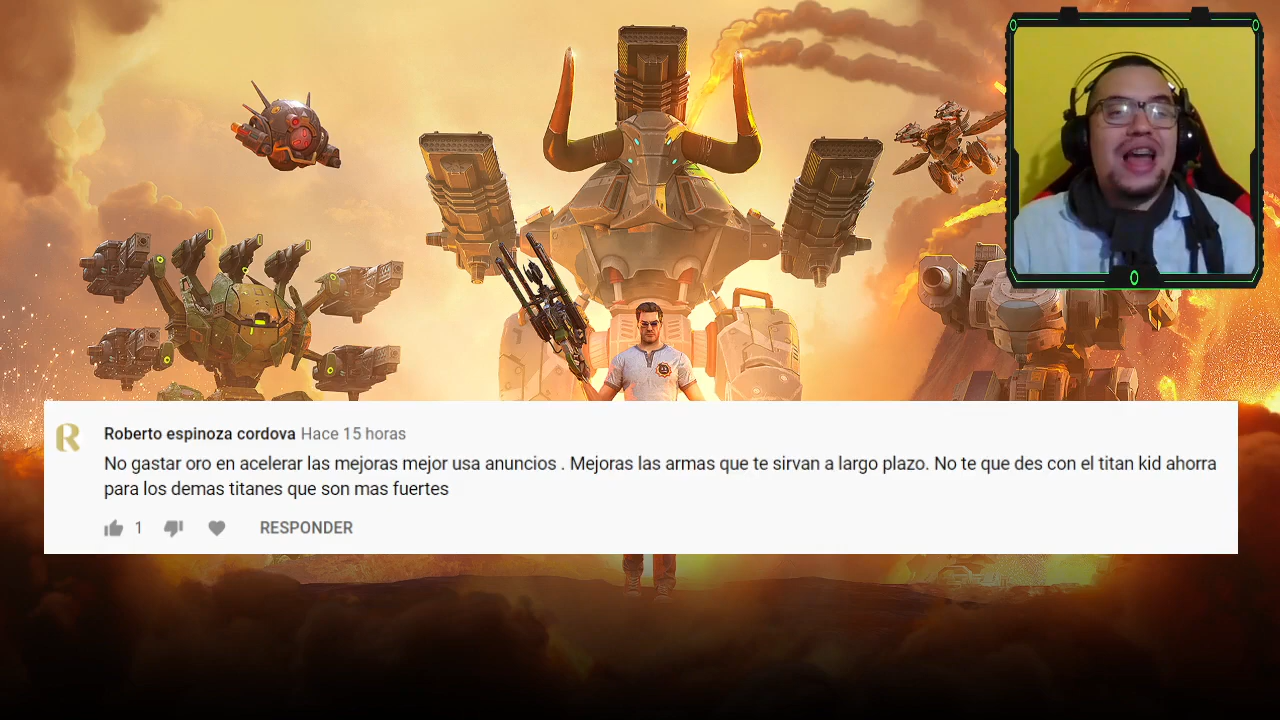 Roberto espinoza cordova Hace 15 horas
No gastar oro en acelerar las mejoras mejor usa anuncios . Mejoras las armas que te sirvan a largo plazo. No te que des con el titan kid ahorra
para los demas titanes que son mas fuertes
1 RESPONDER